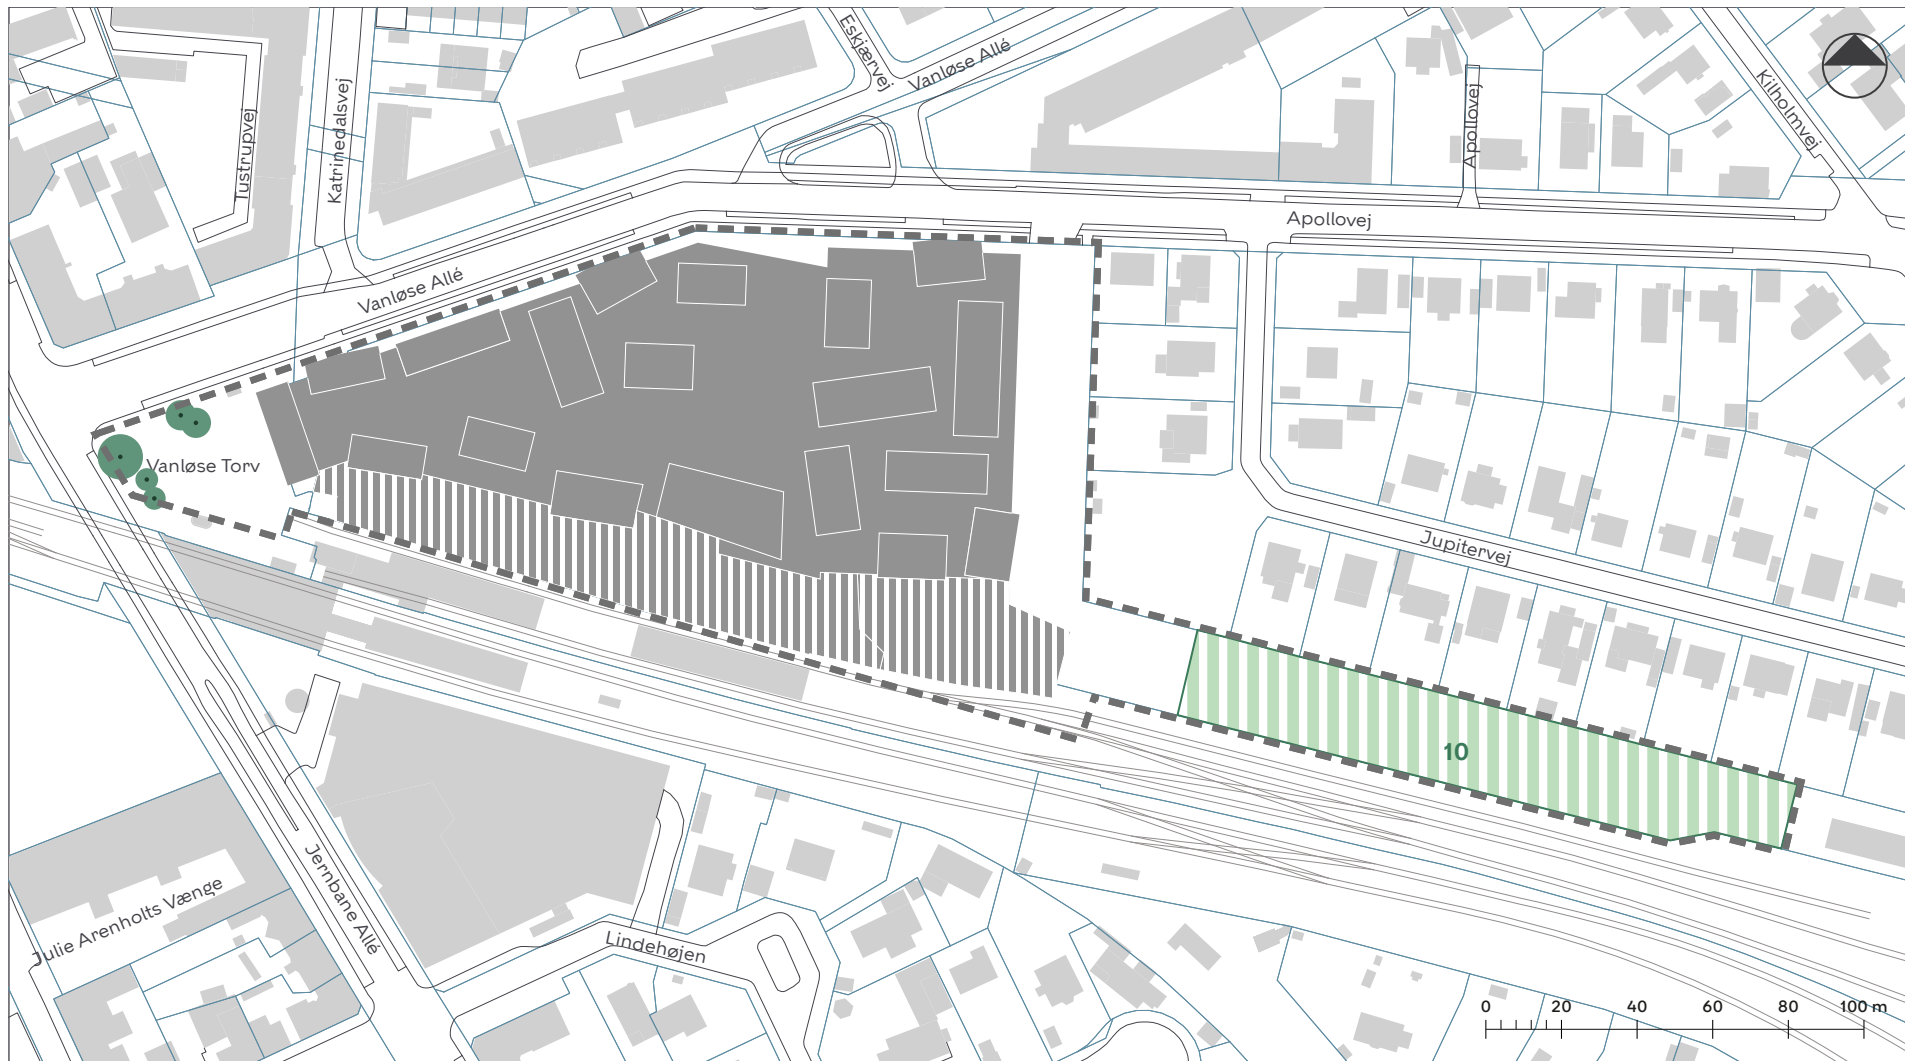 Eskjærvej
Vanløse Allé
Kilholmvej
Tustrupvej
Katrinedalsvej
Apollovej
Apollovej
Vanløse Allé
Vanløse Torv
Jupitervej
10
Jernbane Allé
Julie Arenholts Vænge
Lindehøjen
0 20 40 60 80 100 m